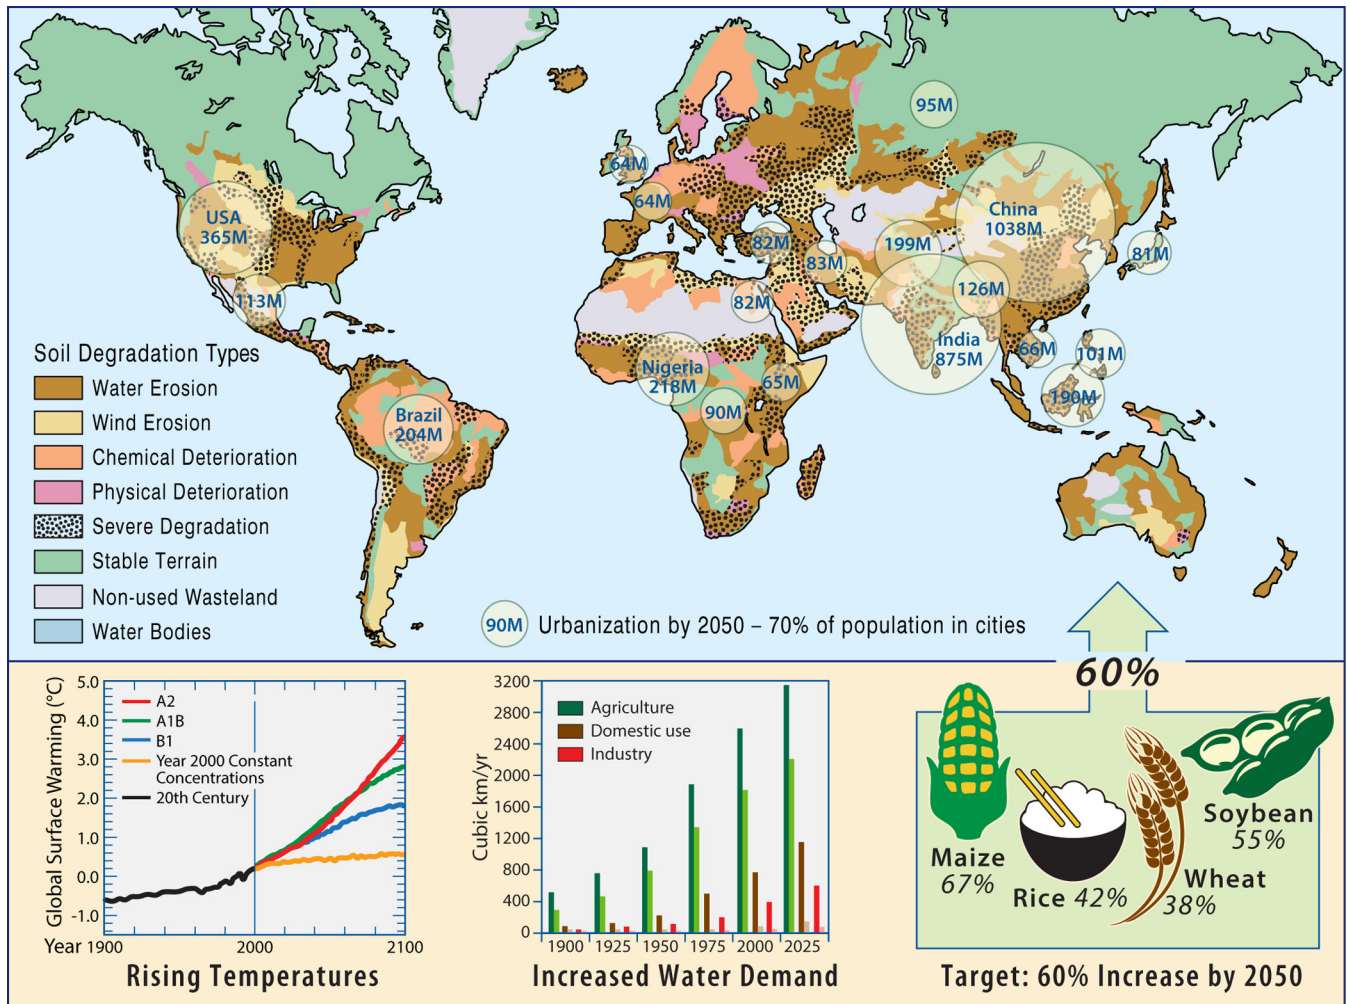 95M
64M
64M
USA
365M
China
1038M
199M
82M
83M
81M
126M
113M
82M
India
875M
66M
101M
Nigeria
218M
65M
90M
190M
Brazil
204M
Soil Degradation Types
Water Erosion
Wind Erosion
Chemical Deterioration
Physical Deterioration
Severe Degradation
Stable Terrain
Non-used Wasteland
Water Bodies
90M Urbanization by 2050 – 70% of population in cities
Global Surface Warming (°C)
5.0
4.0
3.0
2.0
1.0
0.0
-1.0
A2
A1B
B1
Year 2000 Constant
Concentrations
20th Century
Year 1900 2000 2100
Rising Temperatures
Cubic km/yr
3200
2800
2400
2000
1600
1200
800
400
0
Agriculture
Domestic use
Industry
1900 1925 1950 1975 2000 2025
Increased Water Demand
60%
Maize
67%
Rice 42%
Wheat
38%
Soybean
55%
Target: 60% Increase by 2050